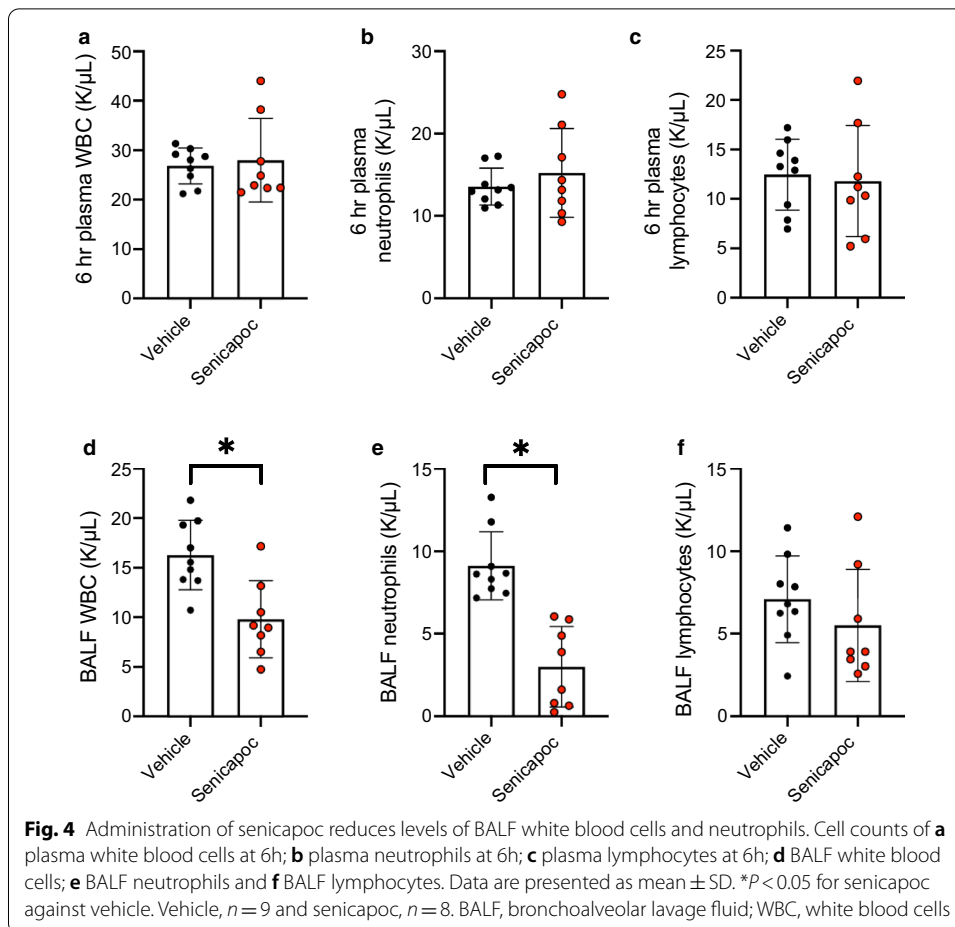 a
6 hr plasma WBC (K/µL)
50
40
30
20
10
0
Vehicle
Senicapoc
b
6 hr plasma
neutrophils (K/µL)
30
20
10
0
Vehicle
Senicapoc
c
6 hr plasma
lymphocytes (K/µL)
25
20
15
10
5
0
Vehicle
Senicapoc
d
BALF WBC (K/µL)
25
20
15
10
5
0
*
Vehicle
Senicapoc
e
BALF neutrophils (K/µL)
15
10
5
0
*
Vehicle
Senicapoc
f
BALF lymphocytes (K/µL)
15
10
5
0
Vehicle
Senicapoc
Fig. 4 Administration of senicapoc reduces levels of BALF white blood cells and neutrophils. Cell counts of a
plasma white blood cells at 6h; b plasma neutrophils at 6h; c plasma lymphocytes at 6h; d BALF white blood
cells; e BALF neutrophils and f BALF lymphocytes. Data are presented as mean ± SD. *P < 0.05 for senicapoc
against vehicle. Vehicle, n = 9 and senicapoc, n = 8. BALF, bronchoalveolar lavage fluid; WBC, white blood cells